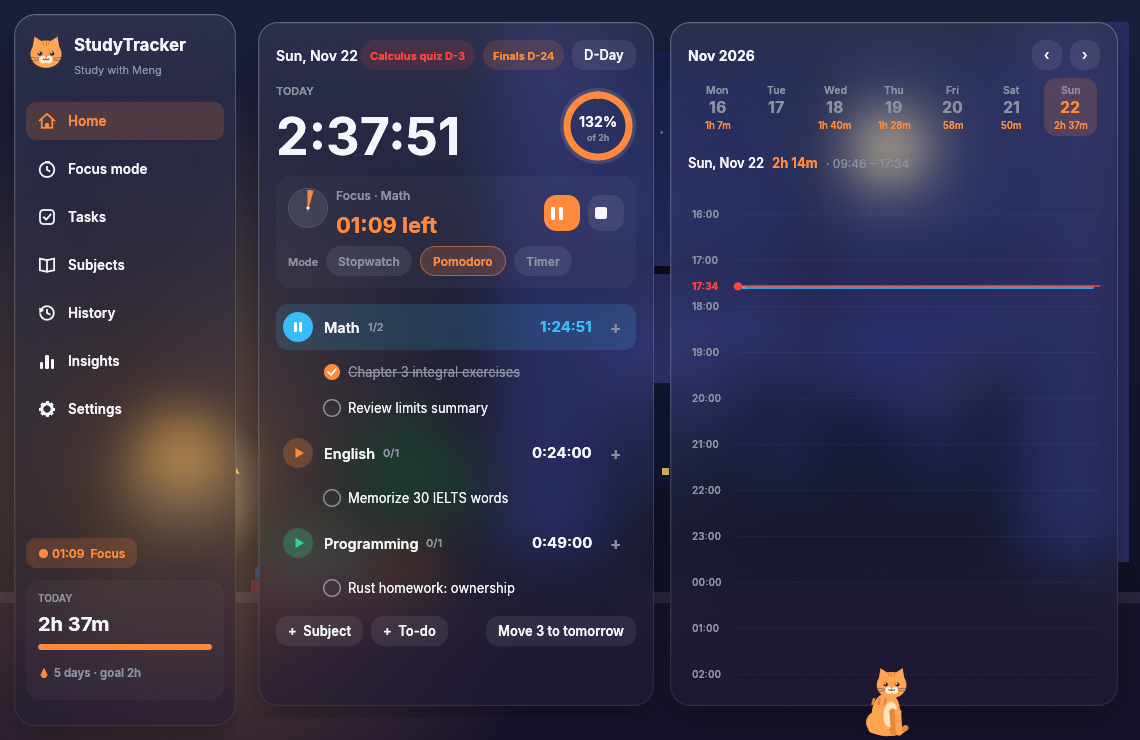 StudyTracker
Study with Meng
Home
Focus mode
Tasks
Subjects
History
Insights
Settings
01:09 Focus
TODAY
2h 37m
5 days · goal 2h
Sun, Nov 22
Calculus quiz D-3
Finals D-24
D-Day
TODAY
2:37:51
132%
of 2h
Focus · Math
01:09 left
Mode
Stopwatch
Pomodoro
Timer
Math 1/2 1:24:51 +
Chapter 3 integral exercises
Review limits summary
English 0/1 0:24:00 +
Memorize 30 IELTS words
Programming 0/1 0:49:00 +
Rust homework: ownership
+ Subject
+ To-do
Move 3 to tomorrow
Nov 2026
‹ ›
Mon Tue Wed Thu Fri Sat Sun
16 17 18 19 20 21 22
1h 7m 1h 40m 1h 28m 58m 50m 2h 37m
Sun, Nov 22 2h 14m · 09:46 – 17:34
16:00
17:00
17:34
18:00
19:00
20:00
21:00
22:00
23:00
00:00
01:00
02:00